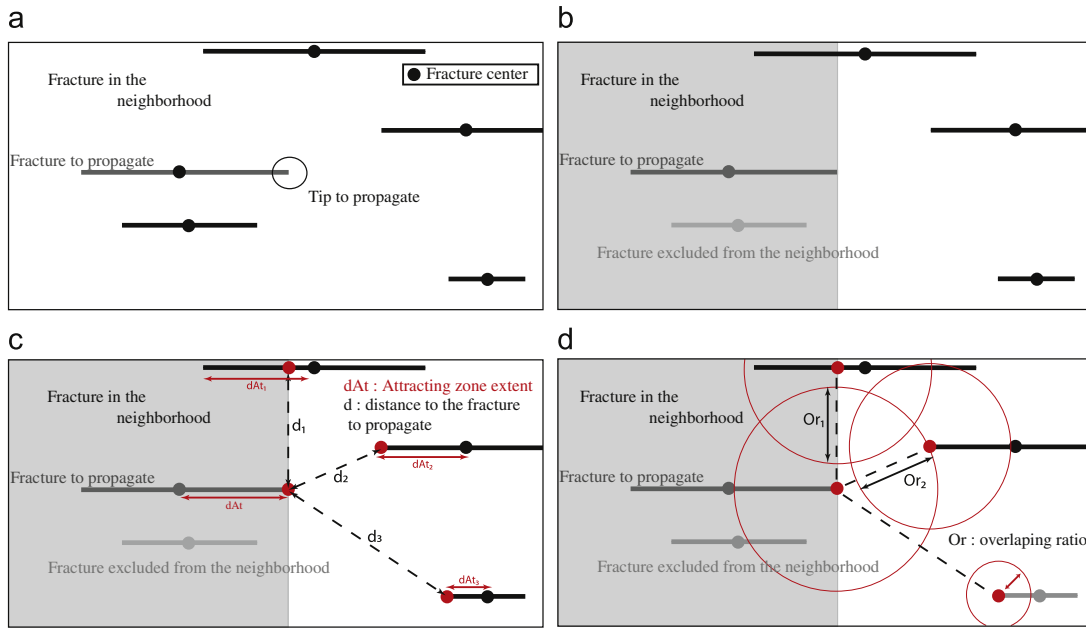 a
Fracture in the
neighborhood
Fracture center
Fracture to propagate
Tip to propagate
b
Fracture in the
neighborhood
Fracture to propagate
Fracture excluded from the neighborhood
c
dAt₁
Fracture in the
neighborhood
dAt : Attracting zone extent
d : distance to the fracture
to propagate
d₁
dAt₂
d₂
Fracture to propagate
dAt
d₃
Fracture excluded from the neighborhood
dAt₃
d
Fracture in the
neighborhood
Or₁
Fracture to propagate
Or₂
Or : overlaping ratio
Fracture excluded from the neighborhood